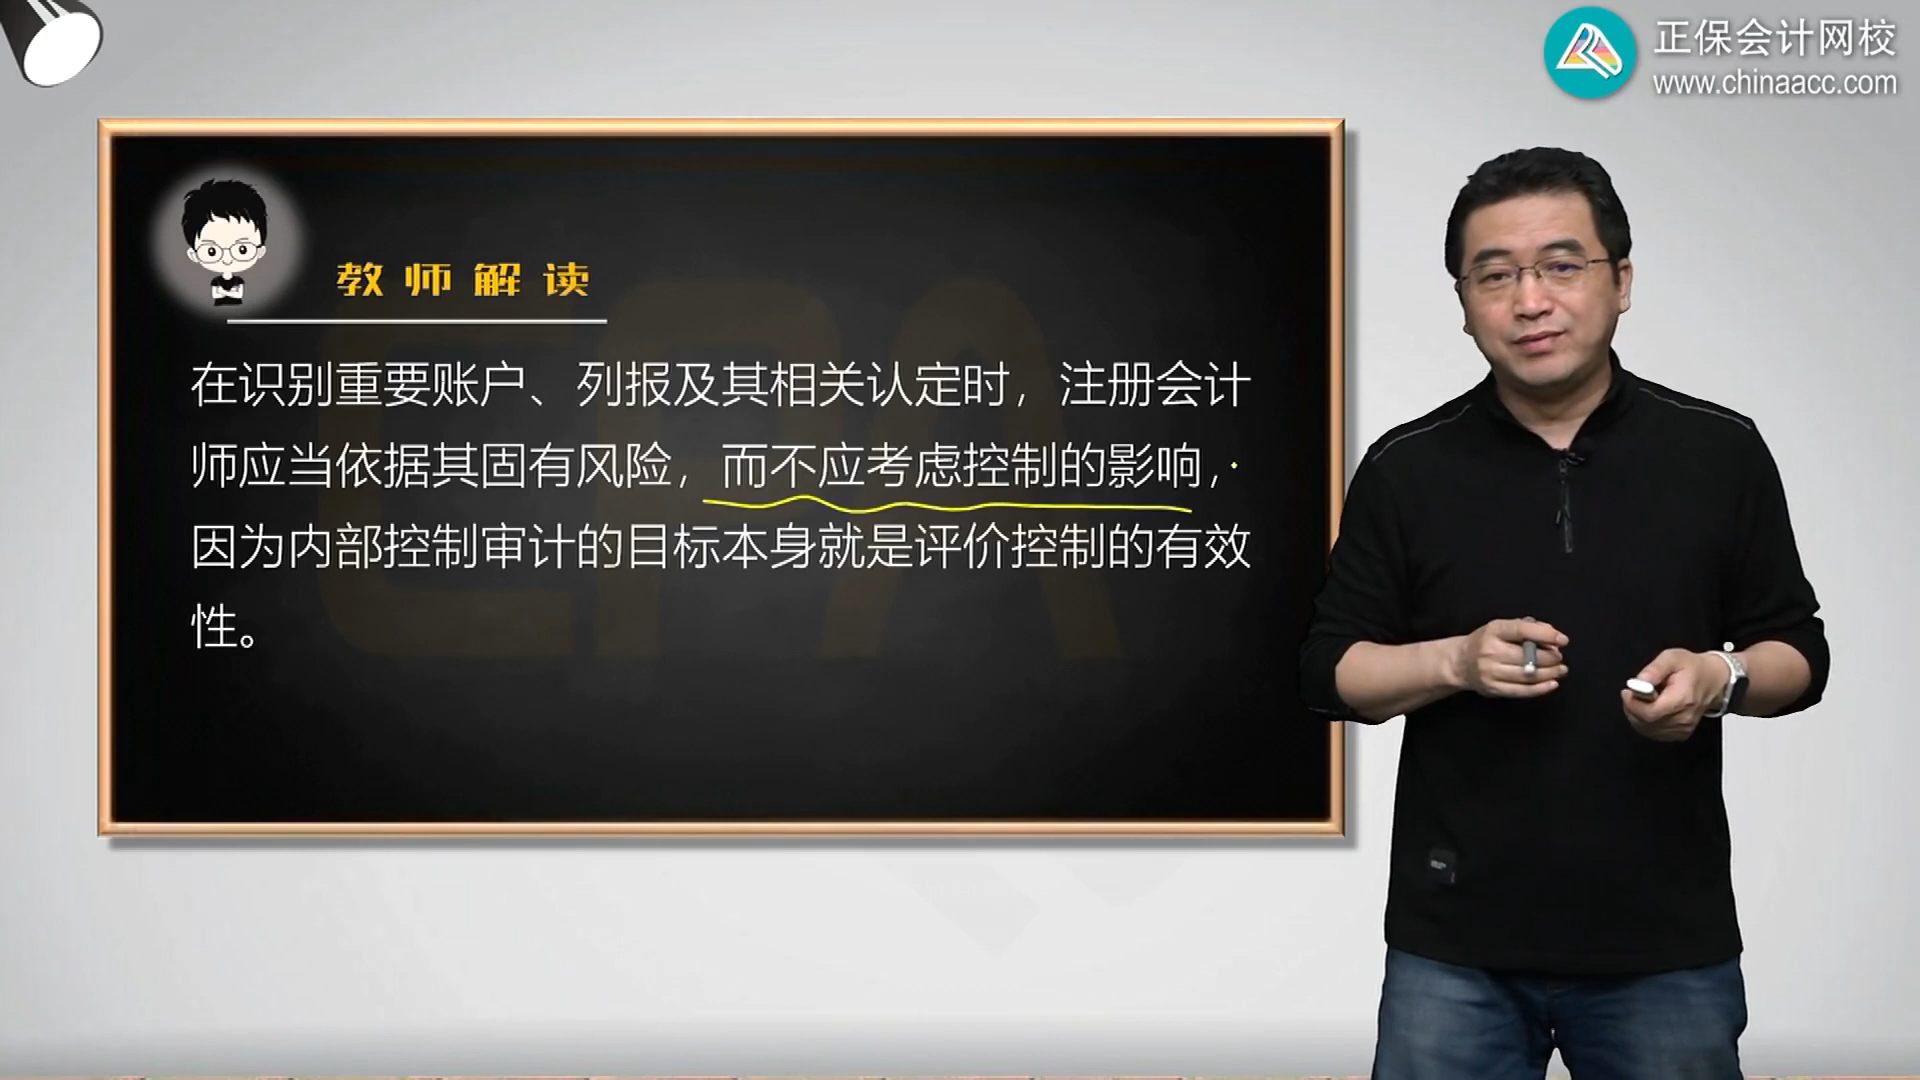 正保会计网校
www.chinaacc.com
教师解读
在识别重要账户、列报及其相关认定时，注册会计
师应当依据其固有风险，而不应考虑控制的影响，
因为内部控制审计的目标本身就是评价控制的有效
性。
CPA